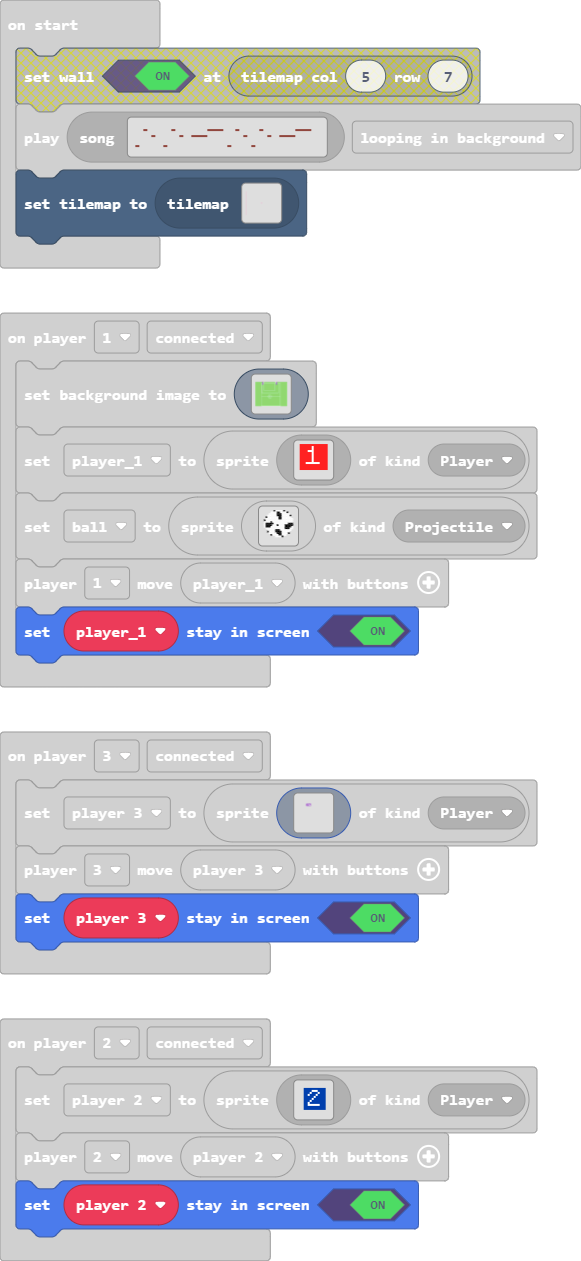 on start
set wall ON at tilemap col 5 row 7
play song looping in background
set tilemap to tilemap
on player 1 connected
set background image to
set player_1 to sprite 1 of kind Player
set ball to sprite of kind Projectile
player 1 move player_1 with buttons +
set player_1 stay in screen ON
on player 3 connected
set player 3 to sprite of kind Player
player 3 move player 3 with buttons +
set player 3 stay in screen ON
on player 2 connected
set player 2 to sprite 2 of kind Player
player 2 move player 2 with buttons +
set player 2 stay in screen ON